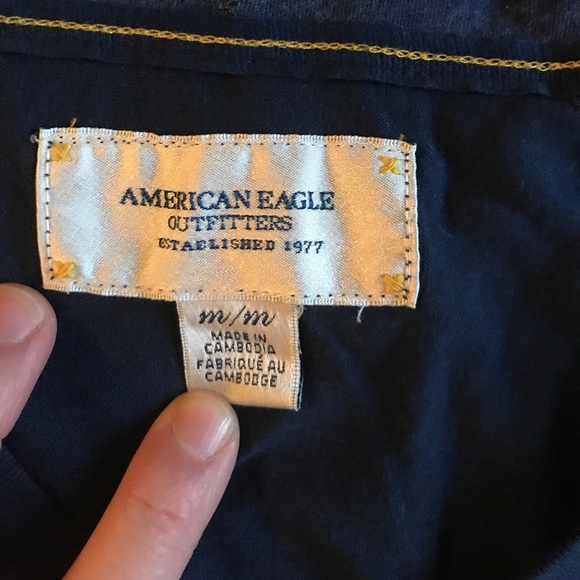 AMERICAN EAGLE
OUTFITTERS
ESTABLISHED 1977
m/m
MADE IN
CAMBODIA
FABRIQUÉ AU
CAMBODGE